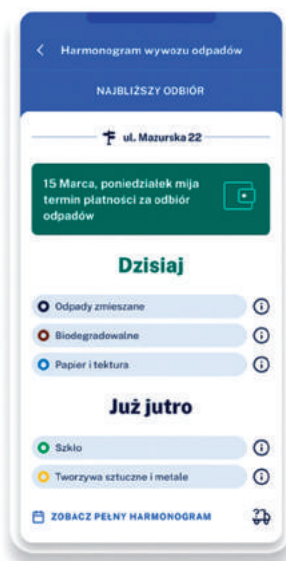 Harmonogram wywozu odpadów
NAJBLIŻSZY ODBIÓR
ul. Mazurska 22
15 Marca, poniedziałek mija
termin płatności za odbiór
odpadów
Dzisiaj
Odpady zmieszane
Biodegradowalne
Papier i tektura
Już jutro
Szkło
Tworzywa sztuczne i metale
ZOBACZ PEŁNY HARMONOGRAM